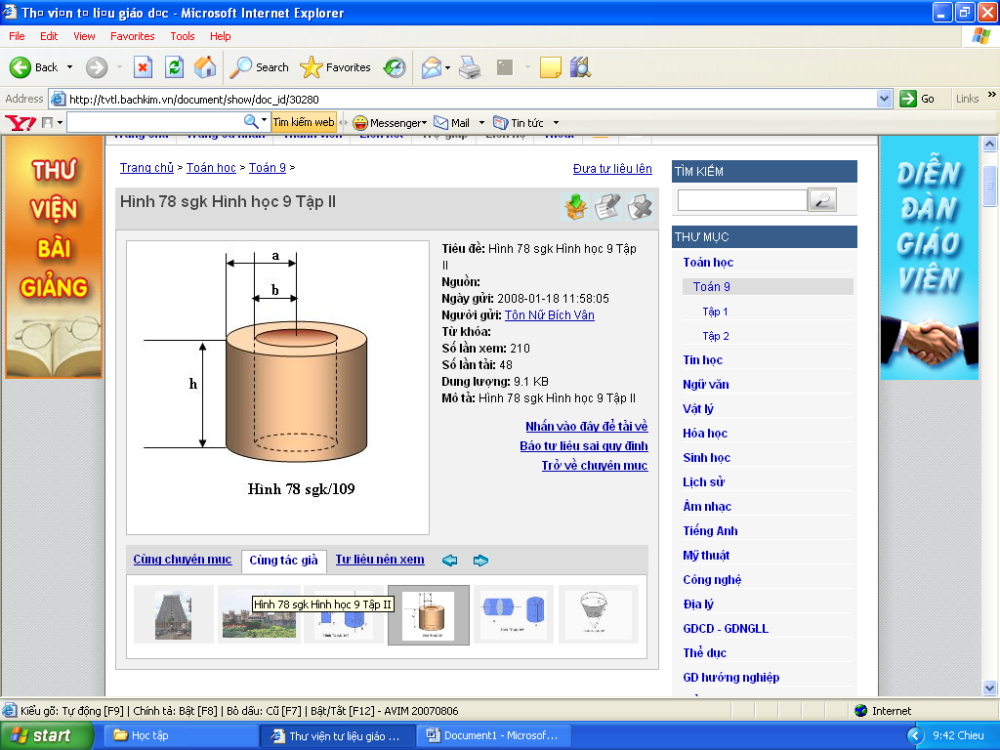 Thƣ viện tƣ liệu giáo dục - Microsoft Internet Explorer
File Edit View Favorites Tools Help
Back Search Favorites
Address http://tvtl.bachkim.vn/document/show/doc_id/30280 Go Links »
Y! Tìm kiếm web Messenger Mail Tin tức
Trang chủ > Toán học > Toán 9 > Đưa tư liệu lên
Hình 78 sgk Hình học 9 Tập II
a
b
h
Hình 78 sgk/109
Tiêu đề: Hình 78 sgk Hình học 9 Tập
II
Nguồn:
Ngày gửi: 2008-01-18 11:58:05
Người gửi: Tôn Nữ Bích Vân
Từ khóa:
Số lần xem: 210
Số lần tải: 48
Dung lượng: 9.1 KB
Mô tả: Hình 78 sgk Hình học 9 Tập II
Nhấn vào đây để tải về
Báo tư liệu sai quy định
Trở về chuyên mục
Cùng chuyên mục Cùng tác giả Tư liệu nên xem
Hình 78 sgk Hình học 9 Tập II
THƯ
VIỆN
BÀI
GIẢNG
TÌM KIẾM
THƯ MỤC
Toán học
Toán 9
Tập 1
Tập 2
Tin học
Ngữ văn
Vật lý
Hóa học
Sinh học
Lịch sử
Âm nhạc
Tiếng Anh
Mỹ thuật
Công nghệ
Địa lý
GDCD - GDNGLL
Thể dục
GD hướng nghiệp
DIỄN
ĐÀN
GIÁO
VIÊN
Kiểu gõ: Tự động [F9] | Chính tả: Bật [F8] | Bỏ dấu: Cũ [F7] | Bật/Tắt [F12] - AVIM 20070806 Internet
start Học tập Thư viện tư liệu giáo ... Document1 - Microsof... 9:42 Chieu